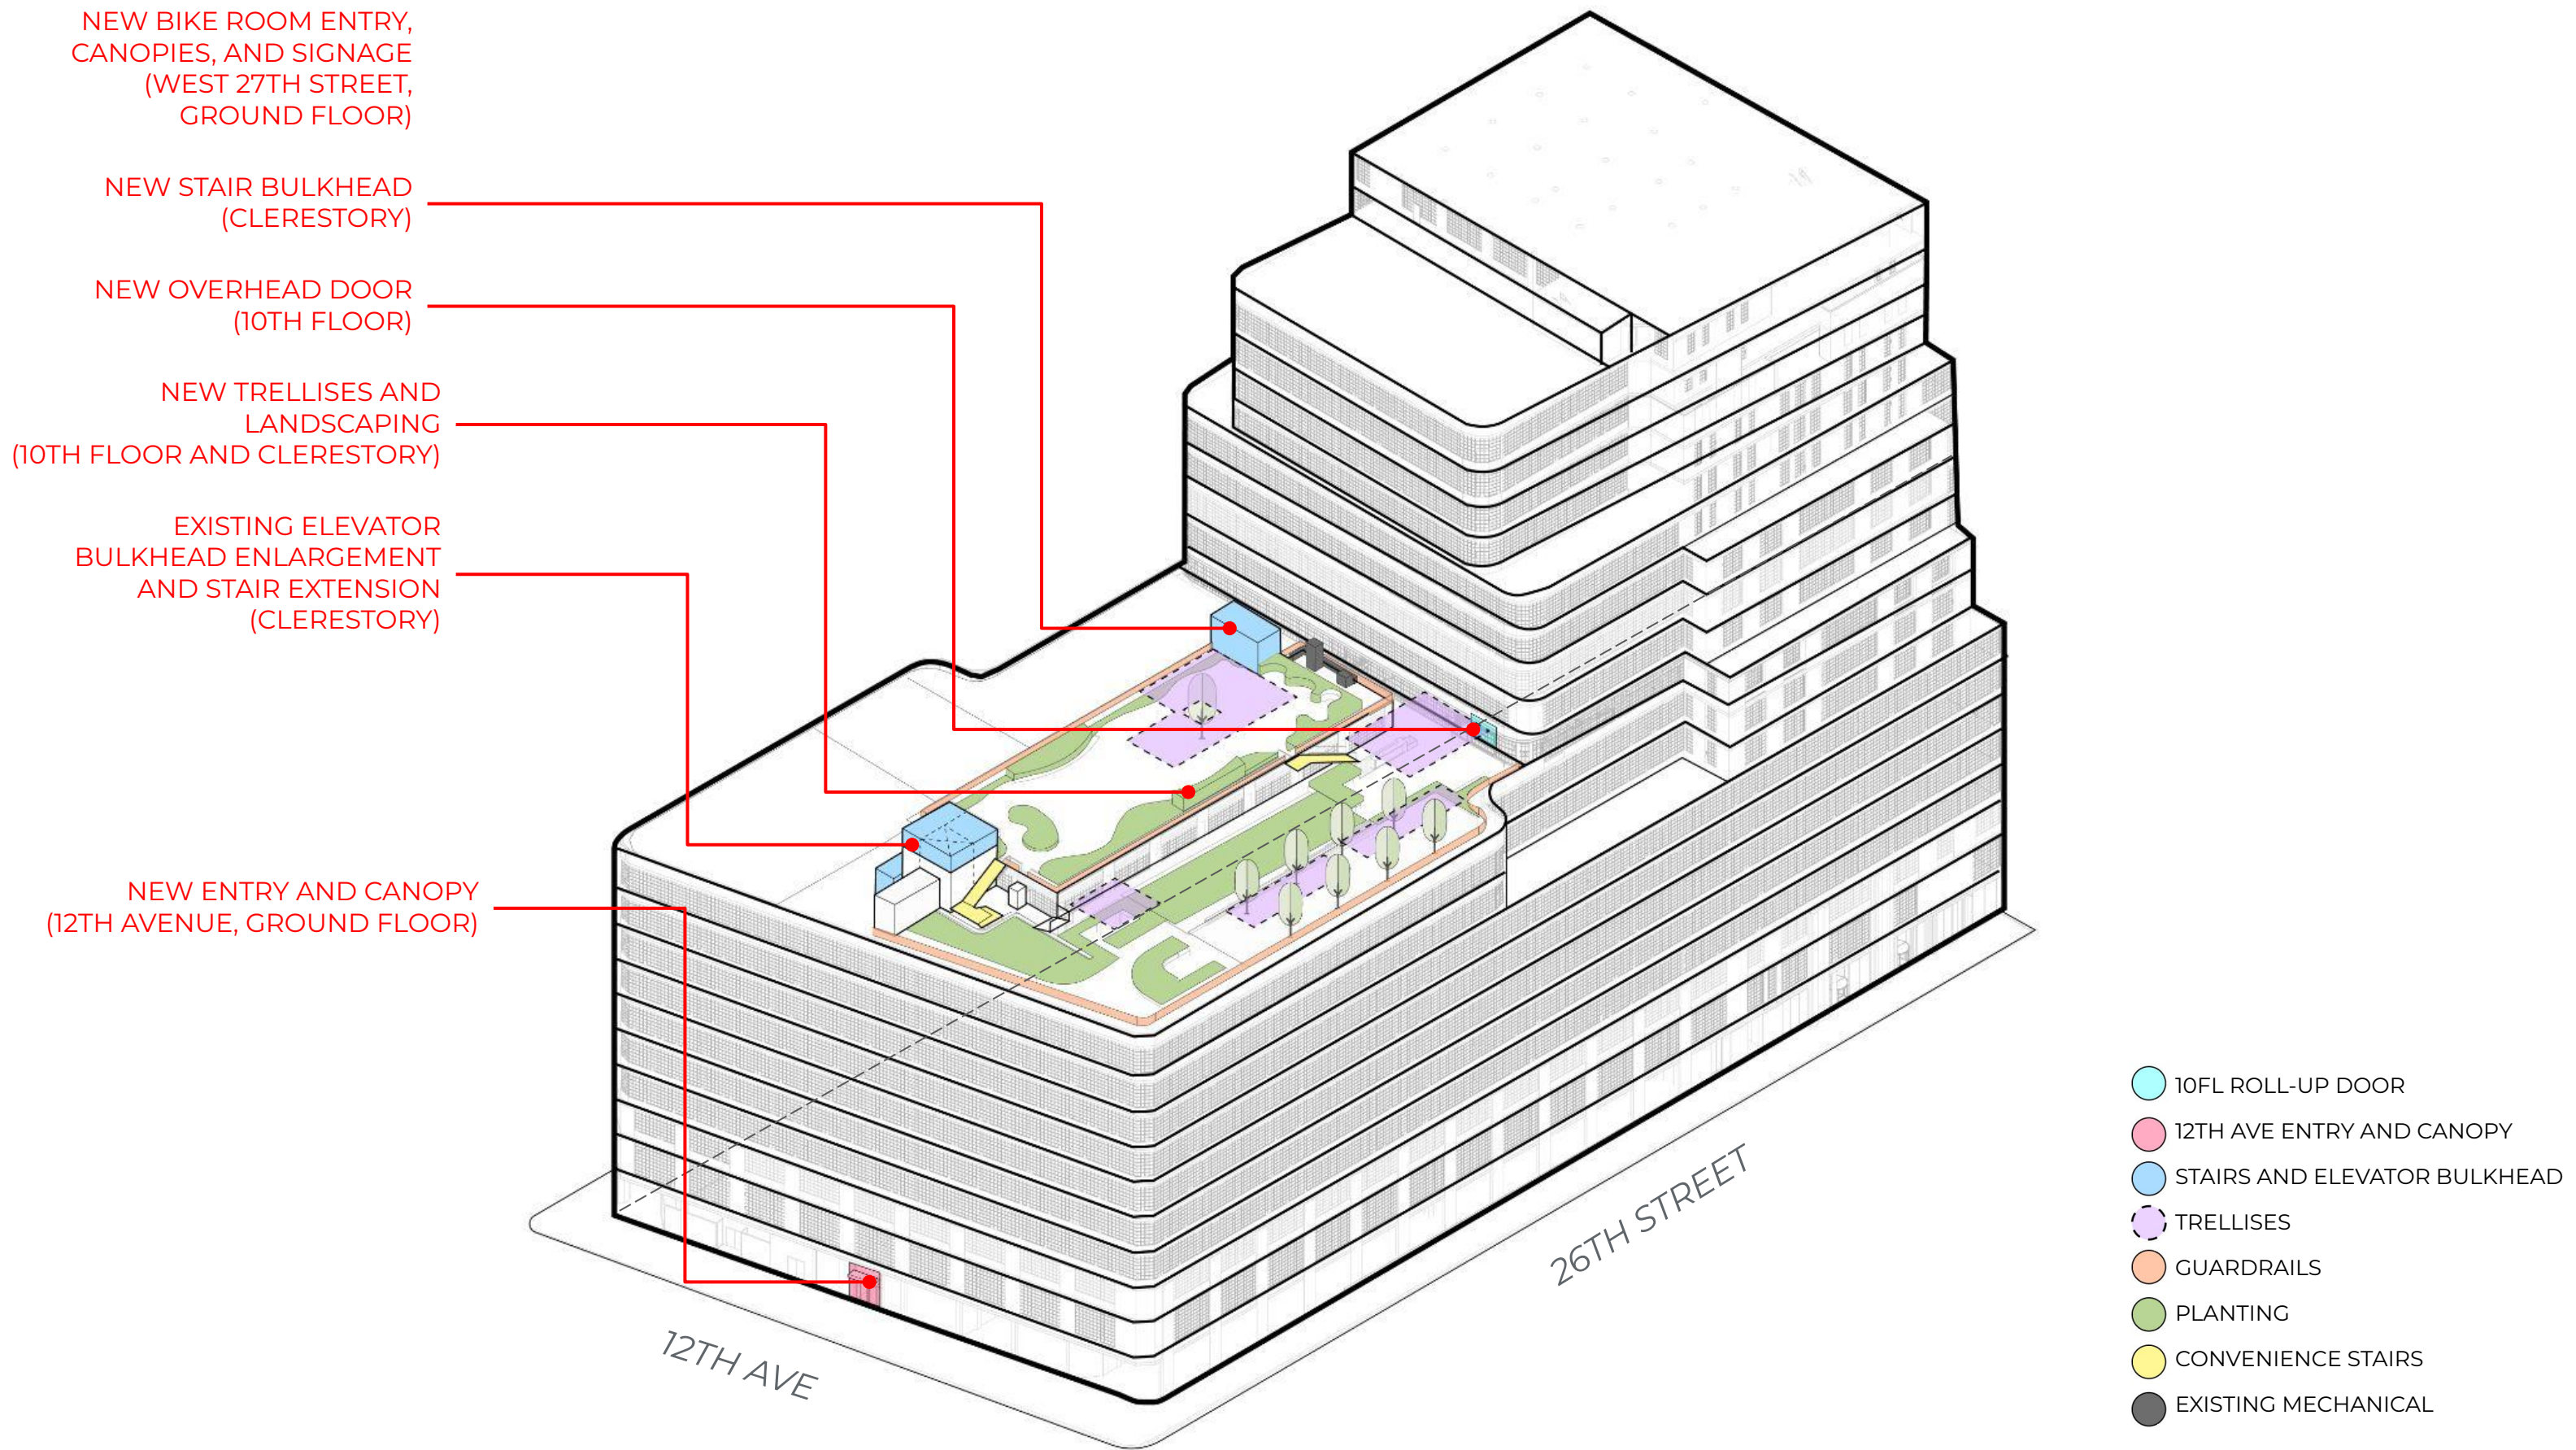 NEW BIKE ROOM ENTRY,
CANOPIES, AND SIGNAGE
(WEST 27TH STREET,
GROUND FLOOR)
NEW STAIR BULKHEAD
(CLERESTORY)
NEW OVERHEAD DOOR
(10TH FLOOR)
NEW TRELLISES AND
LANDSCAPING
(10TH FLOOR AND CLERESTORY)
EXISTING ELEVATOR
BULKHEAD ENLARGEMENT
AND STAIR EXTENSION
(CLERESTORY)
NEW ENTRY AND CANOPY
(12TH AVENUE, GROUND FLOOR)
12TH AVE
26TH STREET
10FL ROLL-UP DOOR
12TH AVE ENTRY AND CANOPY
STAIRS AND ELEVATOR BULKHEAD
TRELLISES
GUARDRAILS
PLANTING
CONVENIENCE STAIRS
EXISTING MECHANICAL